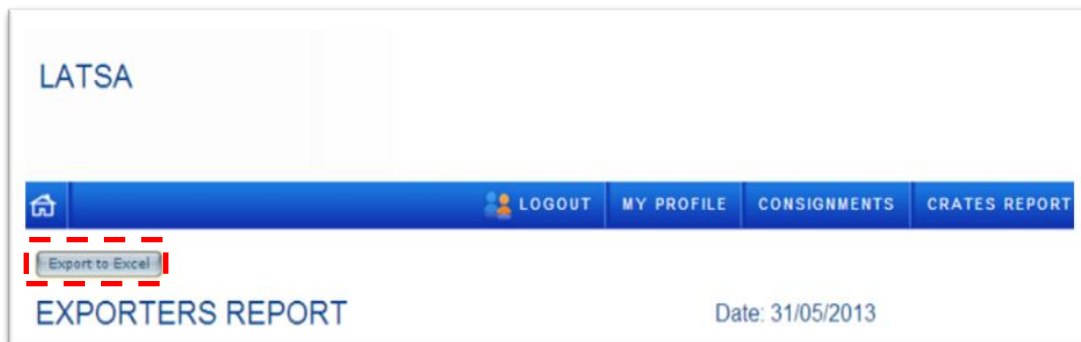 LATSA
LOGOUT MY PROFILE CONSIGNMENTS CRATES REPORT
Export to Excel
EXPORTERS REPORT Date: 31/05/2013